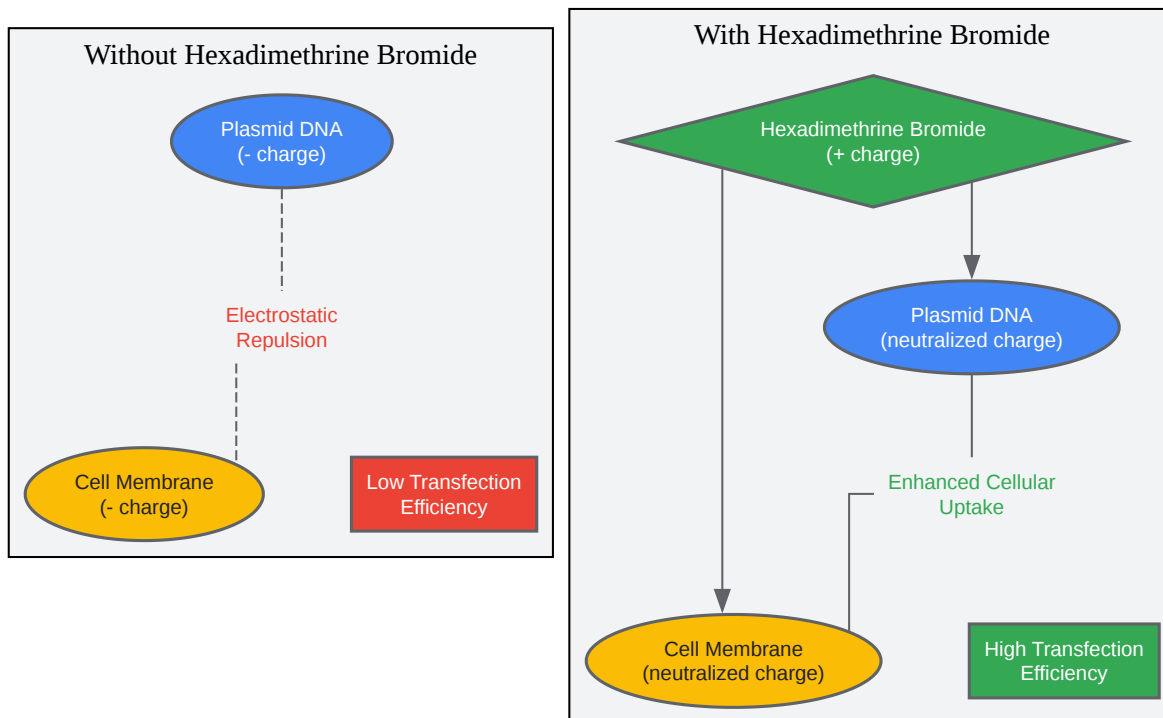 Without Hexadimethrine Bromide
Plasmid DNA
(- charge)
Electrostatic
Repulsion
Cell Membrane
(- charge)
Low Transfection
Efficiency
With Hexadimethrine Bromide
Hexadimethrine Bromide
(+ charge)
Plasmid DNA
(neutralized charge)
Enhanced Cellular
Uptake
Cell Membrane
(neutralized charge)
High Transfection
Efficiency